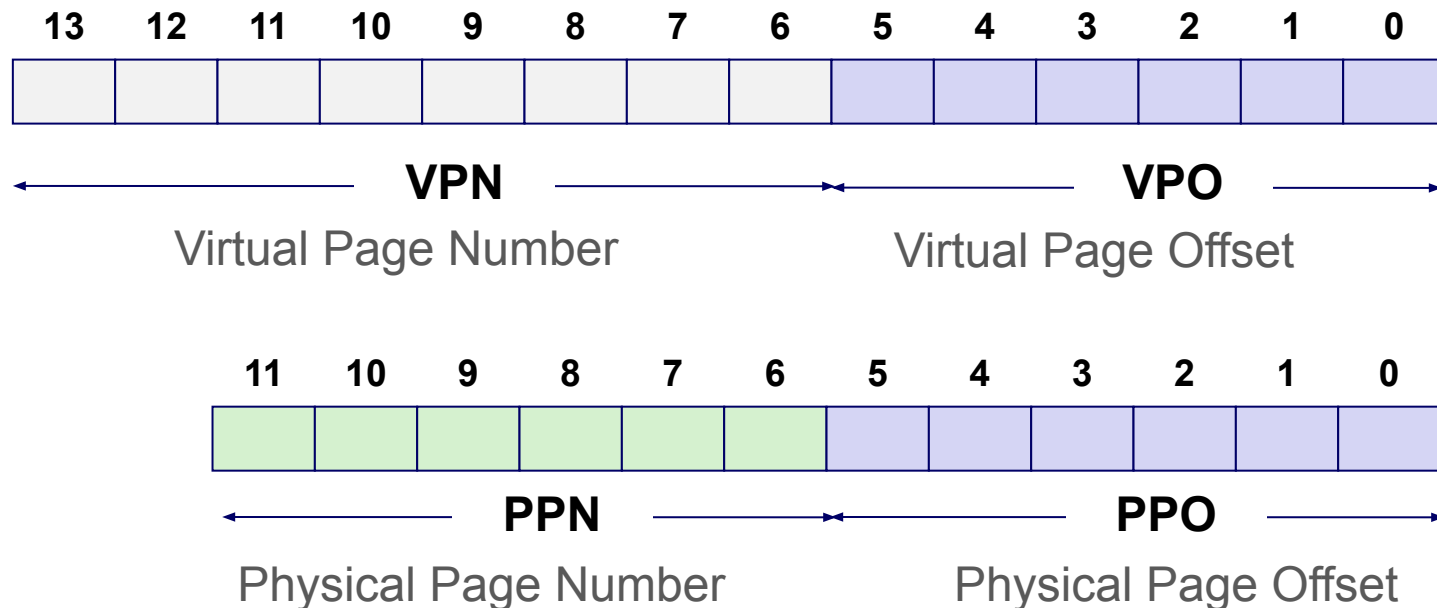 13 12 11 10 9 8 7 6 5 4 3 2 1 0
VPN VPO
Virtual Page Number Virtual Page Offset
11 10 9 8 7 6 5 4 3 2 1 0
PPN PPO
Physical Page Number Physical Page Offset